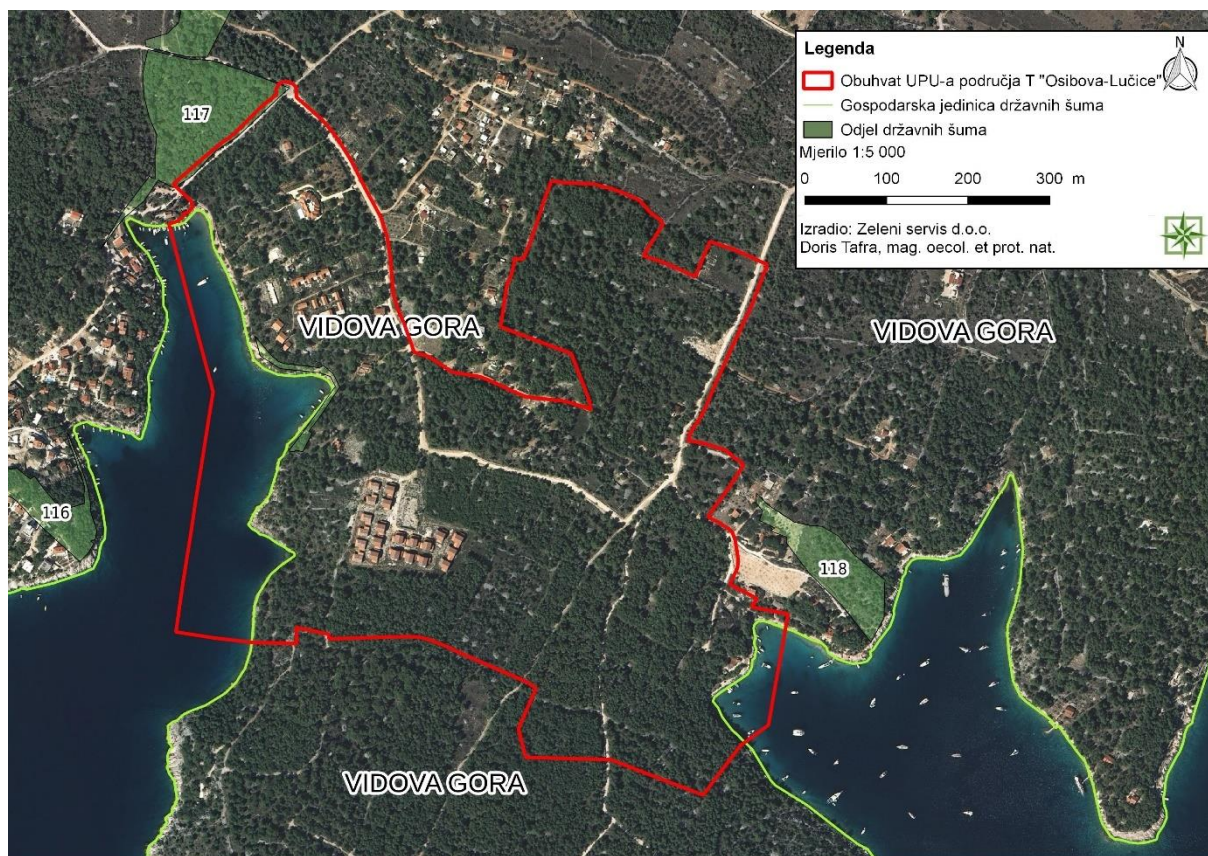 Legenda
N
Obuhvat UPU-a područja T "Osibova-Lučice"
Gospodarska jedinica državnih šuma
Odjel državnih šuma
Mjerilo 1:5 000
0 100 200 300 m
Izradio: Zeleni servis d.o.o.
Doris Tafra, mag. oecol. et prot. nat.
117
VIDOVA GORA
VIDOVA GORA
116
118
VIDOVA GORA